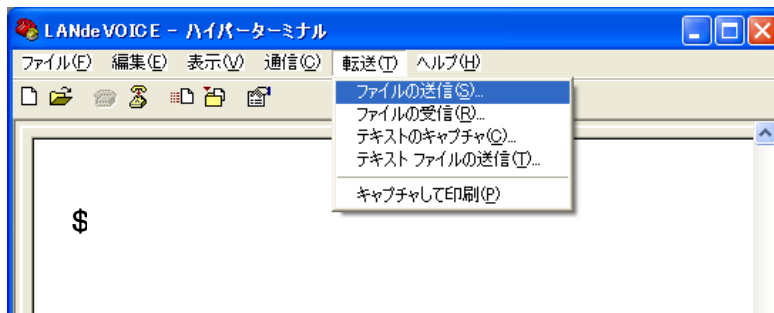 LANdeVOICE - ハイパーターミナル
ファイル(F) 編集(E) 表示(V) 通信(C) 転送(T) ヘルプ(H)
ファイルの送信(S)...
ファイルの受信(R)...
テキストのキャプチャ(C)...
テキスト ファイルの送信(T)...
キャプチャして印刷(P)
$